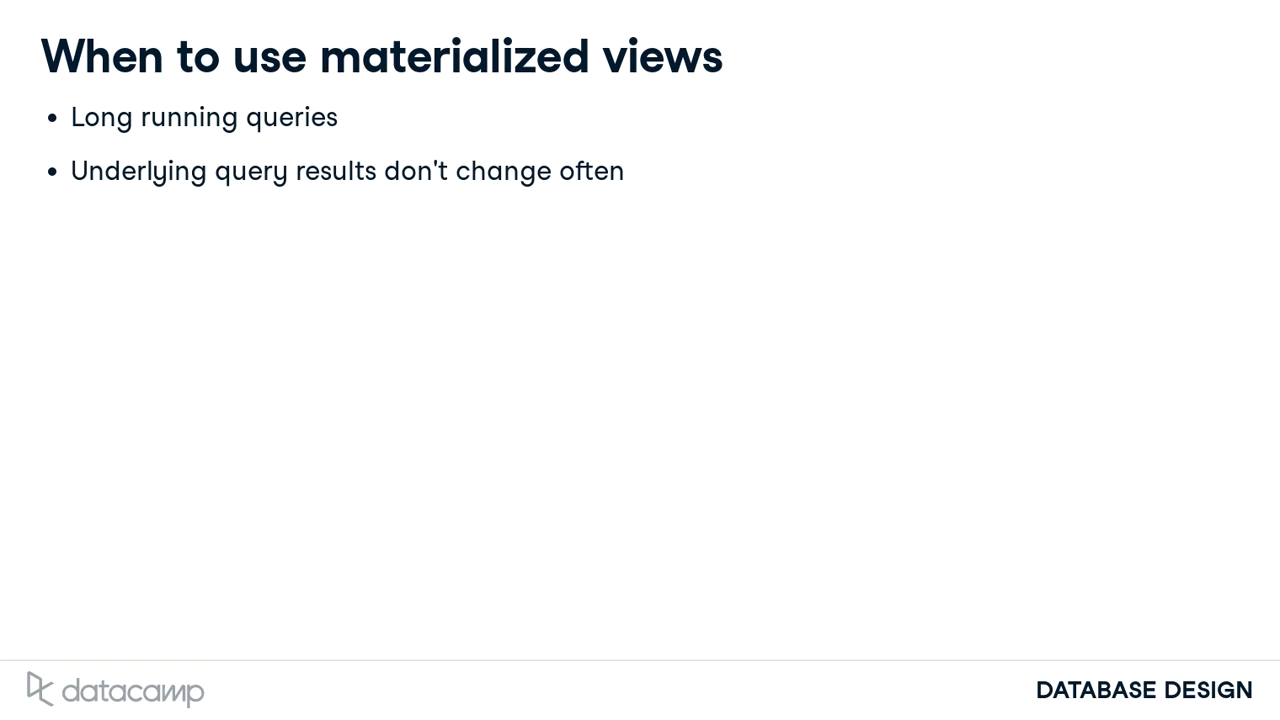 When to use materialized views
• Long running queries
• Underlying query results don't change often
datacamp
DATABASE DESIGN